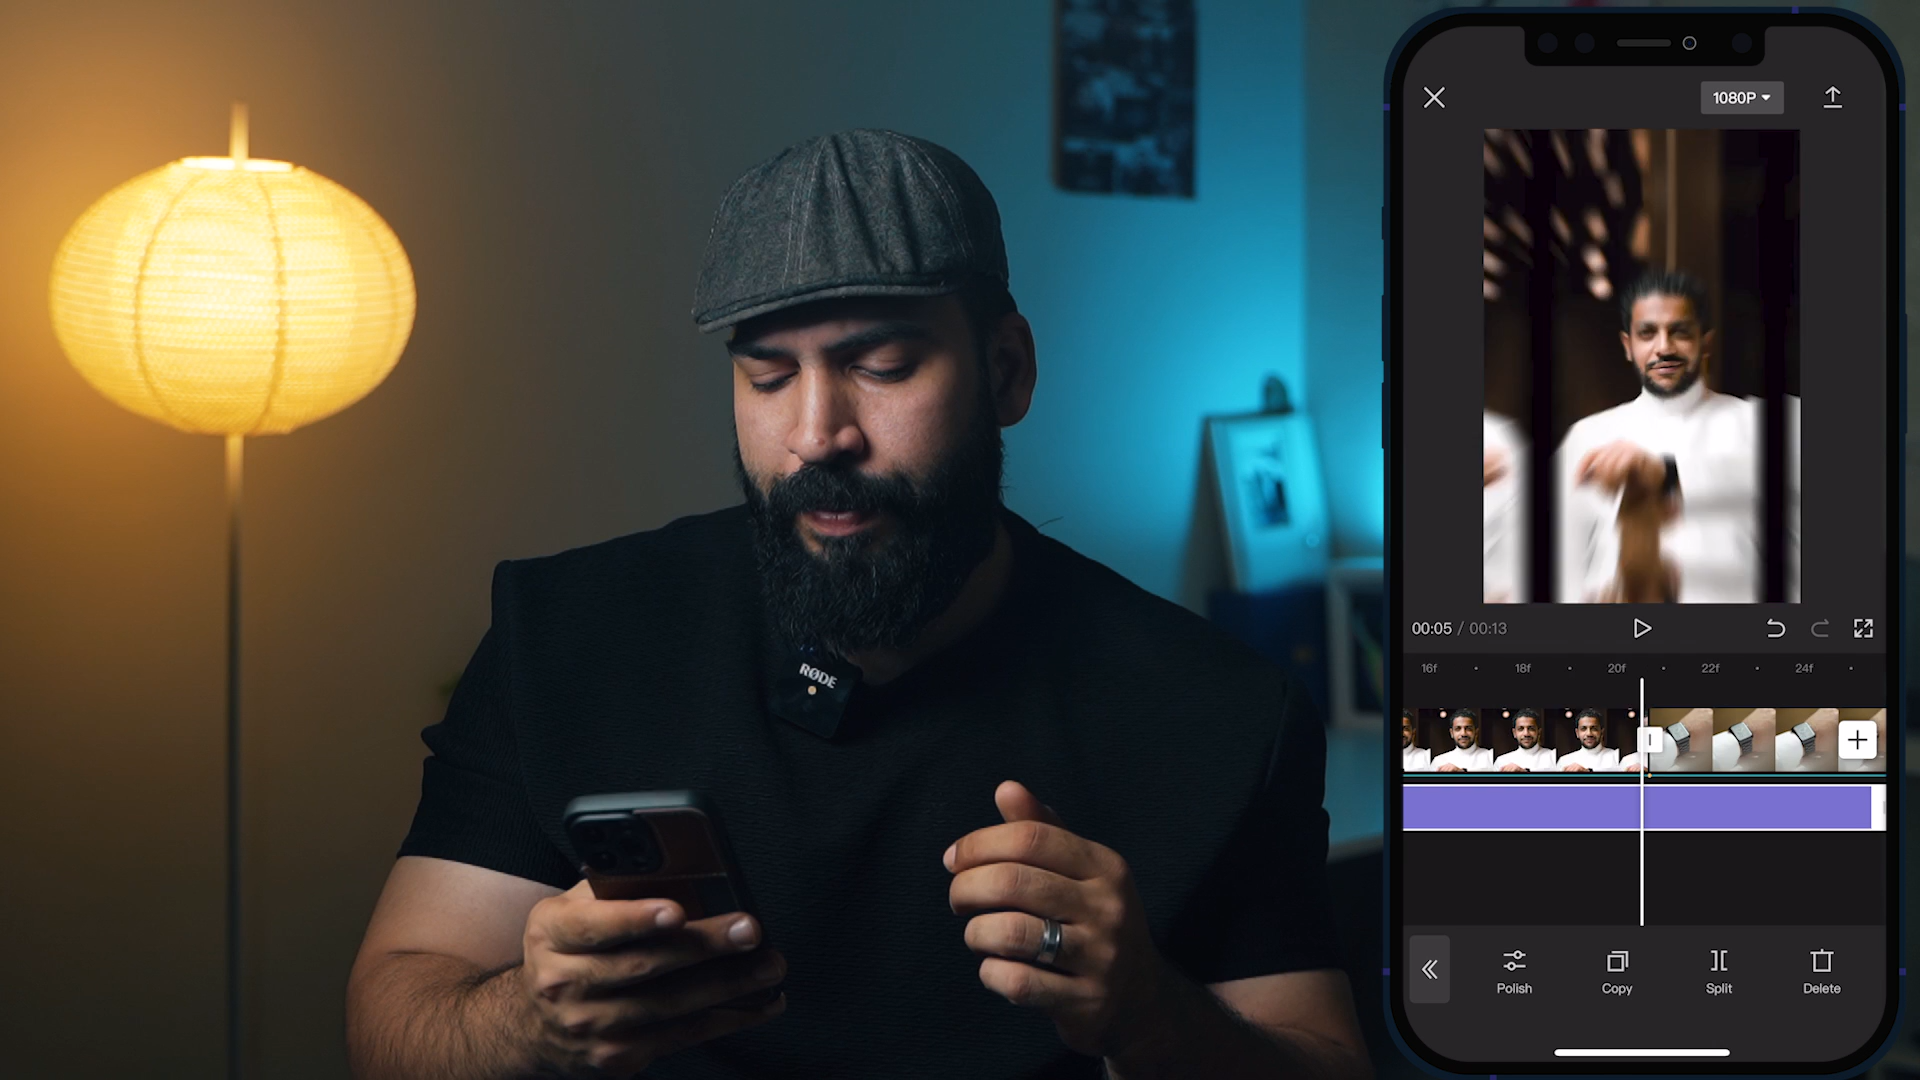 1080P
00:05 / 00:13
16f 18f 20f 22f 24f
RØDE
Polish Copy Split Delete